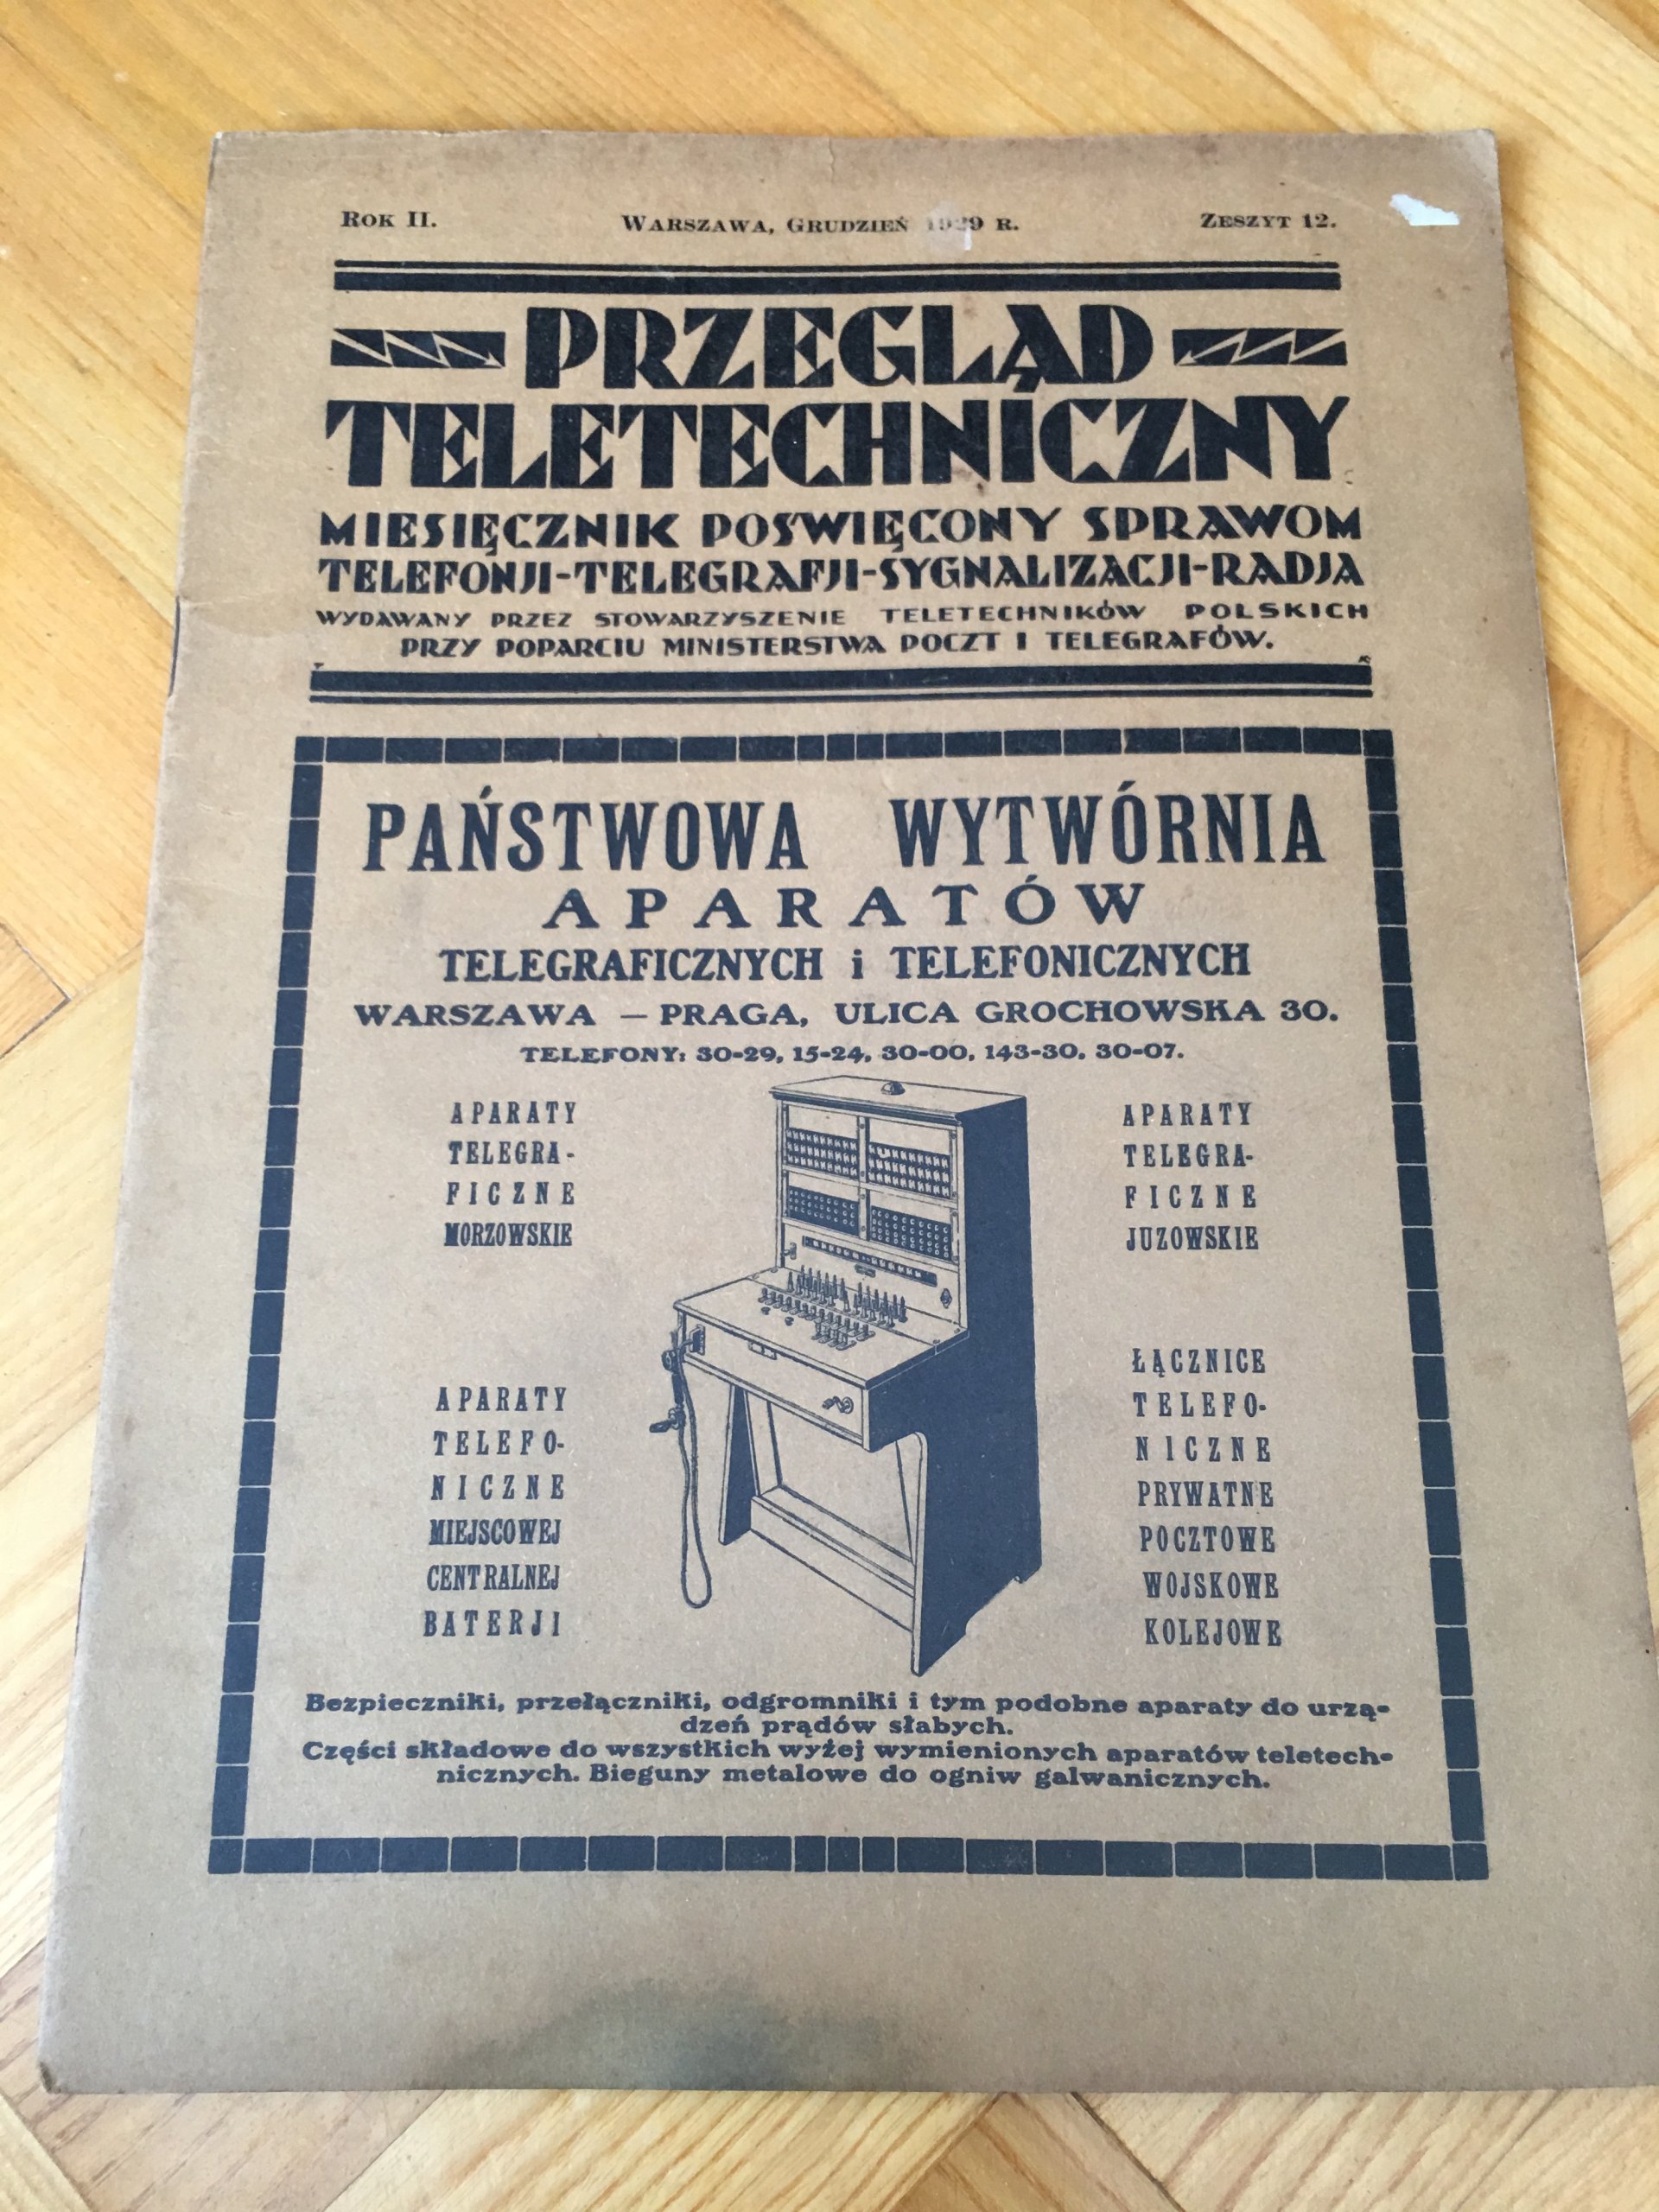 Rok II.
Warszawa, Grudzień 1929 r.
Zeszyt 12.
PRZEGLĄD
TELETECHNICZNY
MIESIĘCZNIK POŚWIĘCONY SPRAWOM
TELEFONJI-TELEGRAFJI-SYGNALIZACJI-RADJA
WYDAWANY PRZEZ STOWARZYSZENIE TELETECHNIKÓW POLSKICH
PRZY POPARCIU MINISTERSTWA POCZT I TELEGRAFÓW.
PAŃSTWOWA WYTWÓRNIA
APARATÓW
TELEGRAFICZNYCH i TELEFONICZNYCH
WARSZAWA — PRAGA, ULICA GROCHOWSKA 30.
TELEFONY: 30-29, 15-24, 30-00, 143-30, 30-07.
APARATY
TELEGRA-
FICZNE
MORZOWSKIE
APARATY
TELEGRA-
FICZNE
JUZOWSKIE
APARATY
TELEFO-
NICZNE
MIEJSCOWEJ
CENTRALNEJ
BATERJI
ŁĄCZNICE
TELEFO-
NICZNE
PRYWATNE
POCZTOWE
WOJSKOWE
KOLEJOWE
Bezpieczniki, przełączniki, odgromniki i tym podobne aparaty do urzą-
dzeń prądów słabych.
Części składowe do wszystkich wyżej wymienionych aparatów teletech-
nicznych. Bieguny metalowe do ogniw galwanicznych.